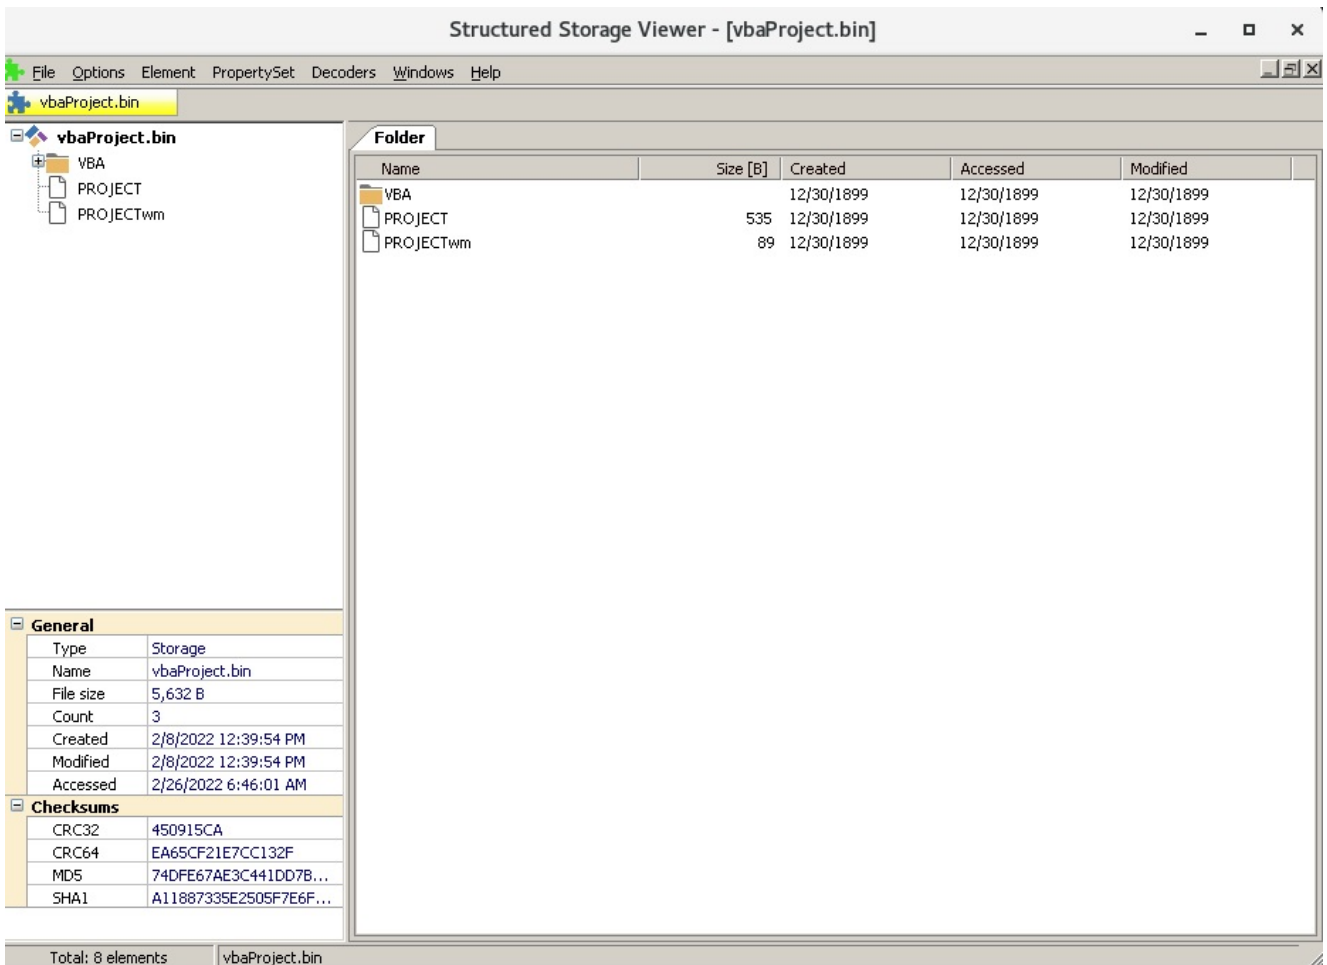 Structured Storage Viewer - [vbaProject.bin]
File Options Element PropertySet Decoders Windows Help
vbaProject.bin
vbaProject.bin
VBA
PROJECT
PROJECTwm
Folder
Name Size [B] Created Accessed Modified
VBA 12/30/1899 12/30/1899 12/30/1899
PROJECT 535 12/30/1899 12/30/1899 12/30/1899
PROJECTwm 89 12/30/1899 12/30/1899 12/30/1899
General
Type Storage
Name vbaProject.bin
File size 5,632 B
Count 3
Created 2/8/2022 12:39:54 PM
Modified 2/8/2022 12:39:54 PM
Accessed 2/26/2022 6:46:01 AM
Checksums
CRC32 450915CA
CRC64 EA65CF21E7CC132F
MD5 74DFE67AE3C441DD7B...
SHA1 A11887335E2505F7E6F...
Total: 8 elements vbaProject.bin